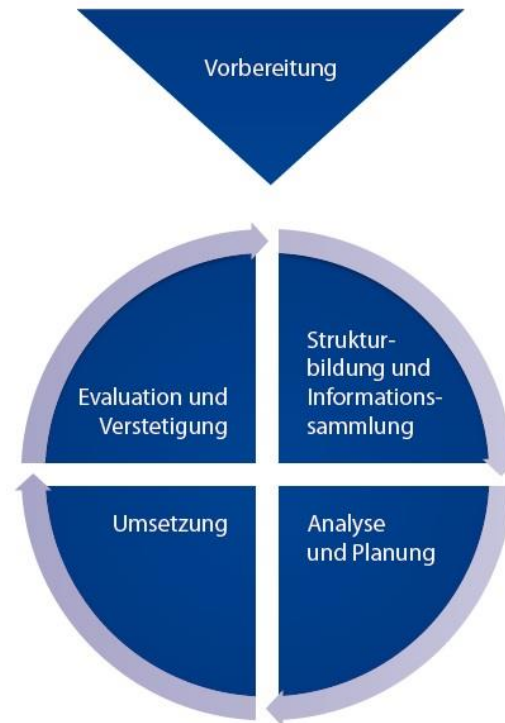 Vorbereitung
Struktur-
bildung und
Informations-
sammlung
Analyse
und Planung
Umsetzung
Evaluation und
Verstetigung